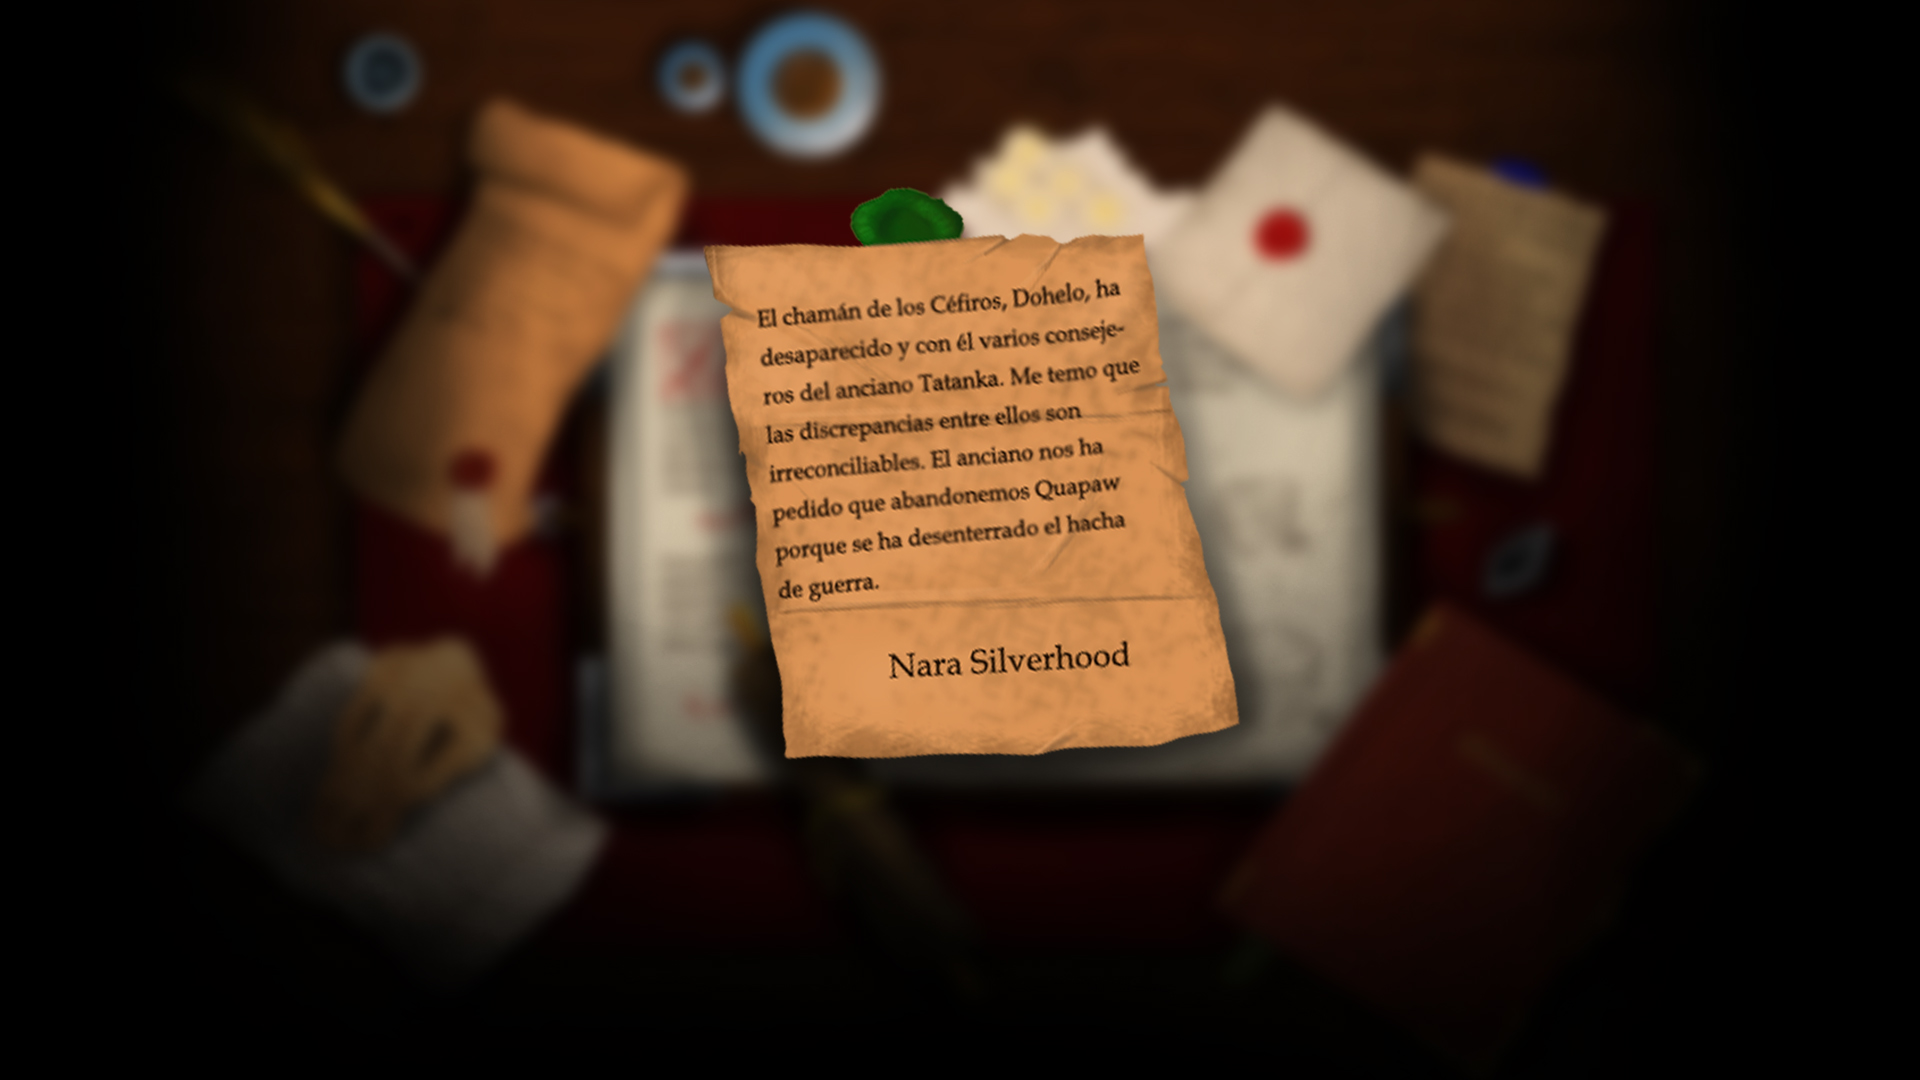 El chamán de los Céfiros, Dohelo, ha
desaparecido y con él varios conseje-
ros del anciano Tatanka. Me temo que
las discrepancias entre ellos son
irreconciliables. El anciano nos ha
pedido que abandonemos Quapaw
porque se ha desenterrado el hacha
de guerra.
Nara Silverhood